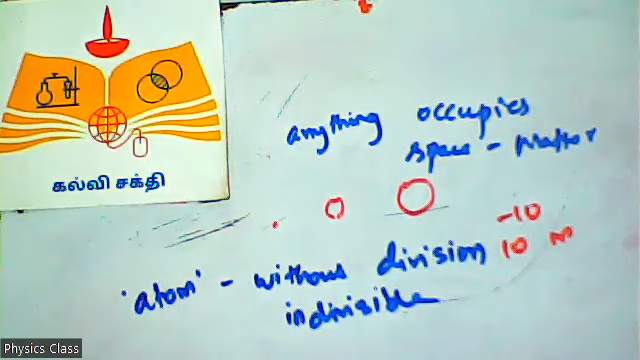 கல்வி சக்தி
anything occupies
space - matter
-10
10 m
'atom' - without division
indivisible
Physics Class